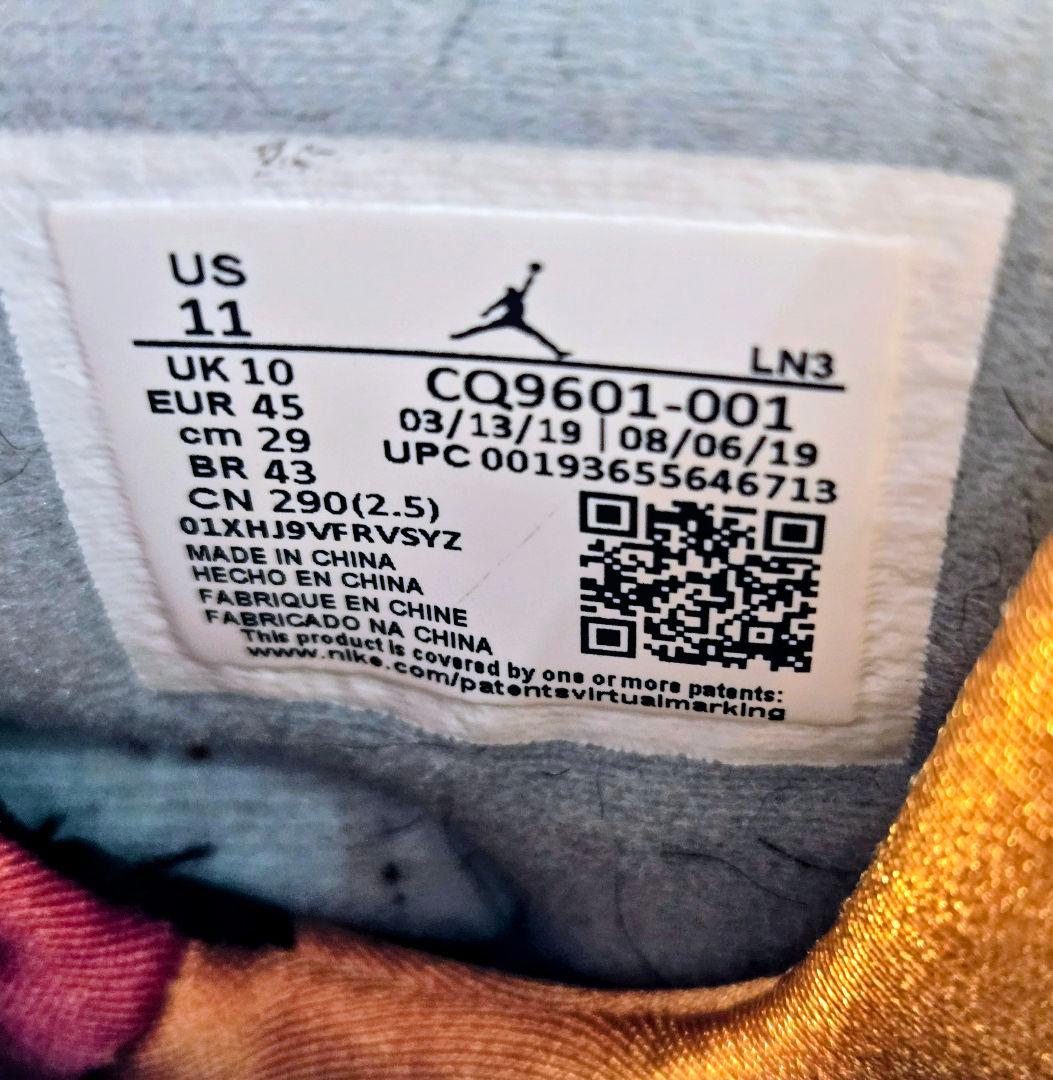 US
11
LN3
UK 10
EUR 45
cm 29
BR 43
CN 290(2.5)
01XHJ9VFRVSYZ
CQ9601-001
03/13/19 | 08/06/19
UPC 00193655646713
MADE IN CHINA
HECHO EN CHINA
FABRIQUE EN CHINE
FABRICADO NA CHINA
This product is covered by one or more patents:
www.nike.com/patentsvirtualmarking